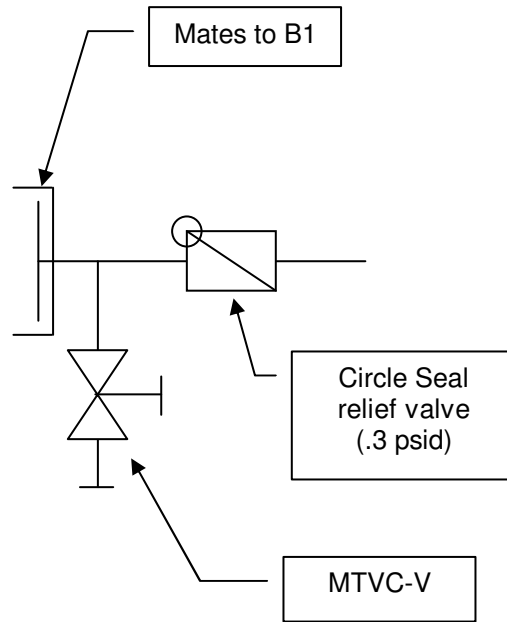 Mates to B1
Circle Seal
relief valve
(.3 psid)
MTVC-V